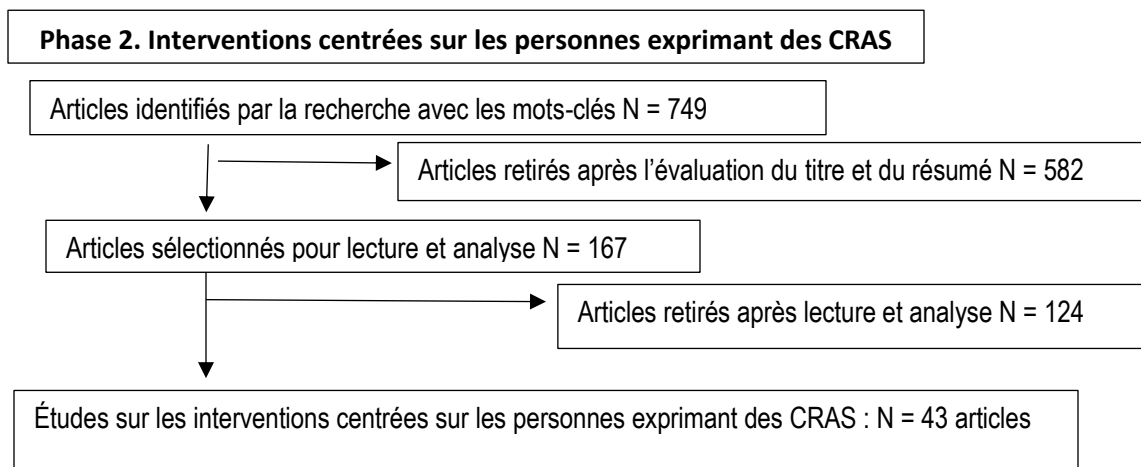 Phase 2. Interventions centrées sur les personnes exprimant des CRAS
Articles identifiés par la recherche avec les mots-clés N = 749
Articles retirés après l’évaluation du titre et du résumé N = 582
Articles sélectionnés pour lecture et analyse N = 167
Articles retirés après lecture et analyse N = 124
Études sur les interventions centrées sur les personnes exprimant des CRAS : N = 43 articles